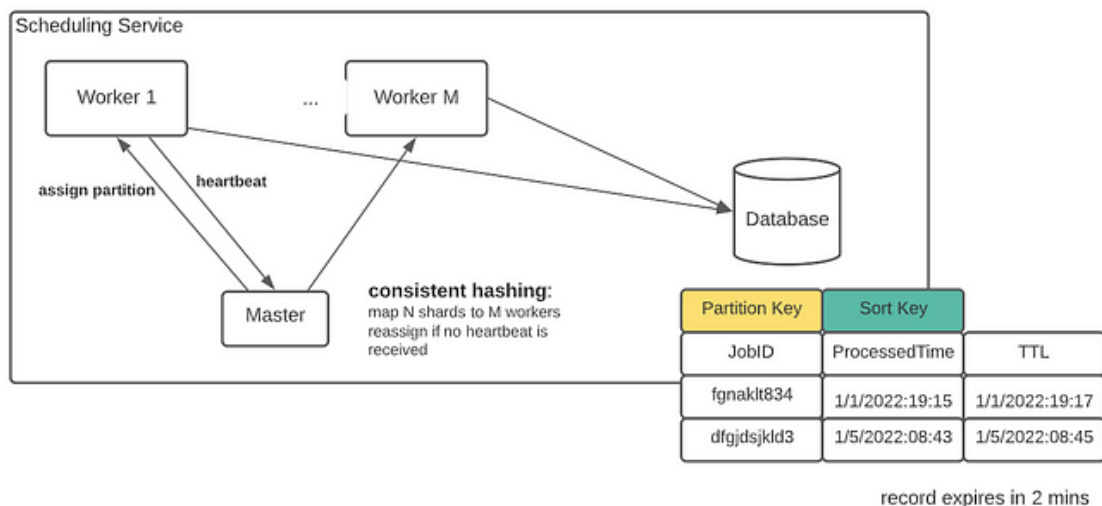 Scheduling Service
Worker 1
...
Worker M
assign partition
heartbeat
Database
Master
consistent hashing:
map N shards to M workers
reassign if no heartbeat is
received
Partition Key Sort Key
JobID ProcessedTime TTL
fgnaklt834 1/1/2022:19:15 1/1/2022:19:17
dfgjdsjkld3 1/5/2022:08:43 1/5/2022:08:45
record expires in 2 mins